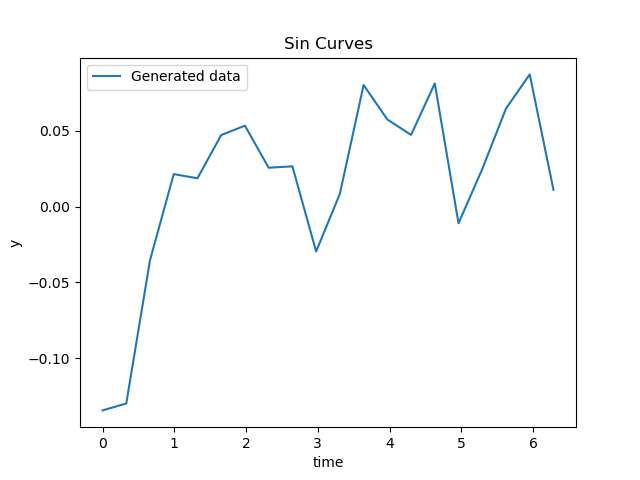 Sin Curves
Generated data
0.05
0.00
−0.05
−0.10
y
0 1 2 3 4 5 6
time